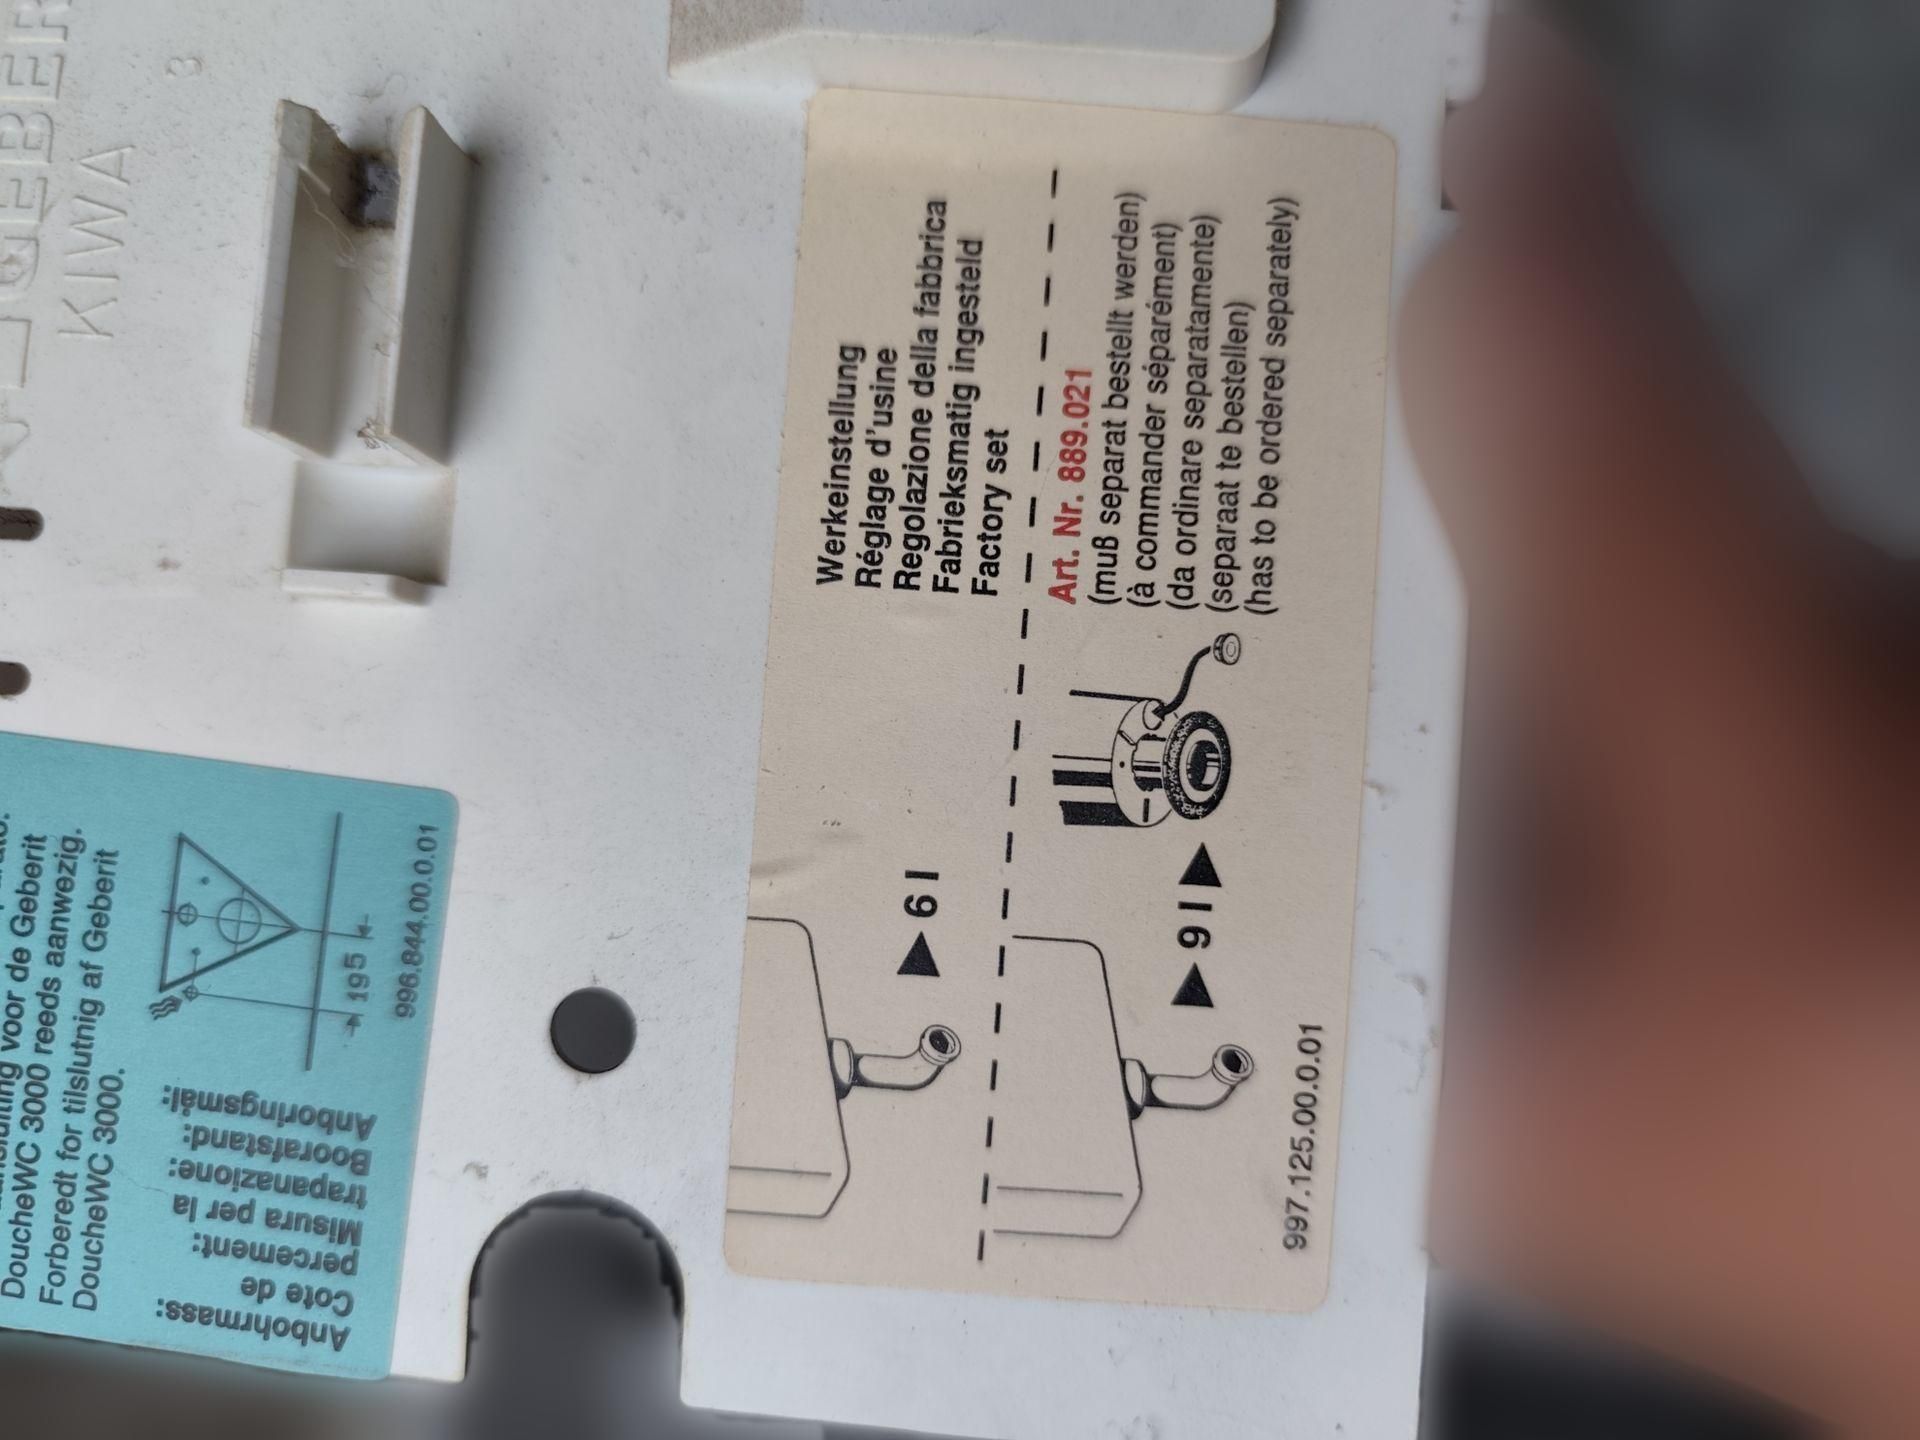 GEBER
KIWA
3
voor de Geberit
DoucheWC 3000 reeds aanwezig.
Forberedt for tilslutnig af Geberit
DoucheWC 3000.
195
996.844.00.0.01
Anbohrmass:
Cote de
percement:
Misura per la
trapanazione:
Boorafstand:
Anboringsmål:
Werkeinstellung
Réglage d'usine
Regolazione della fabbrica
Fabrieksmatig ingesteld
Factory set
6 l
Art. Nr. 889.021
(muß separat bestellt werden)
(à commander séparément)
(da ordinare separatamente)
(separaat te bestellen)
(has to be ordered separately)
9 l
997.125.00.0.01